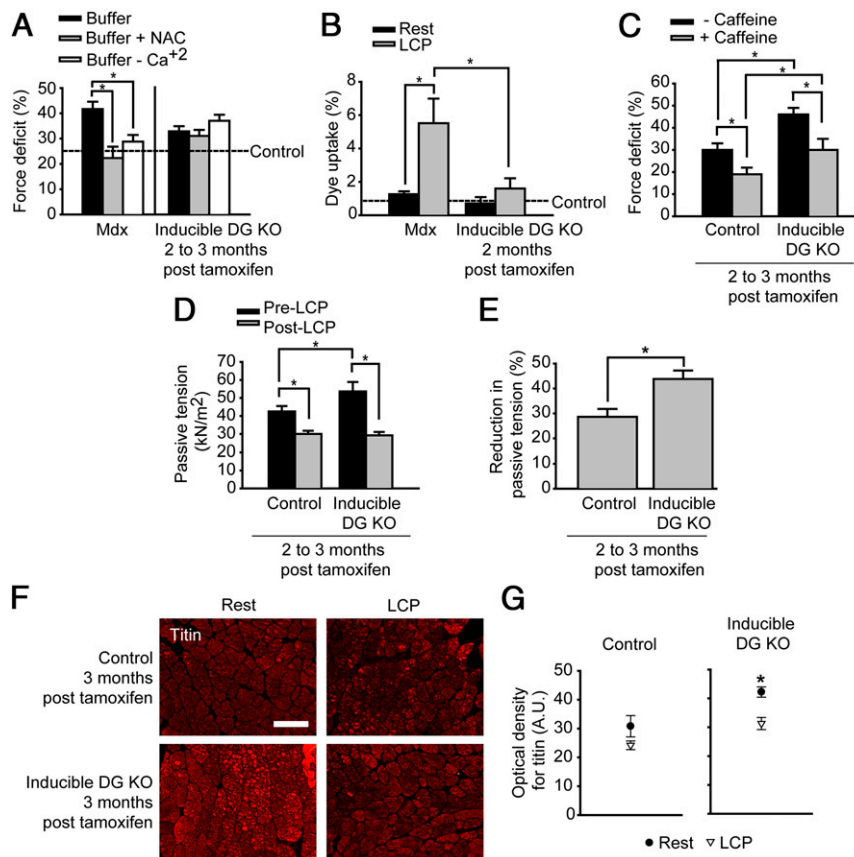 A
Buffer
Buffer + NAC
Buffer - Ca+2
Force deficit (%)
50
40
30
20
10
0
*
*
Control
Mdx
Inducible DG KO
2 to 3 months
post tamoxifen
B
Rest
LCP
Dye uptake (%)
8
6
4
2
0
*
*
Control
Mdx
Inducible DG KO
2 months
post tamoxifen
C
- Caffeine
+ Caffeine
Force deficit (%)
60
50
40
30
20
10
0
*
*
*
*
Control
Inducible
DG KO
2 to 3 months
post tamoxifen
D
Pre-LCP
Post-LCP
Passive tension
(kN/m2)
70
60
50
40
30
20
10
0
*
*
*
Control
Inducible
DG KO
2 to 3 months
post tamoxifen
E
Reduction in
passive tension (%)
50
40
30
20
10
0
*
Control
Inducible
DG KO
2 to 3 months
post tamoxifen
F
Rest
LCP
Titin
Control
3 months
post tamoxifen
Inducible DG KO
3 months
post tamoxifen
G
Control
Inducible
DG KO
Optical density
for titin (A.U.)
50
40
30
20
10
0
*
Rest
LCP